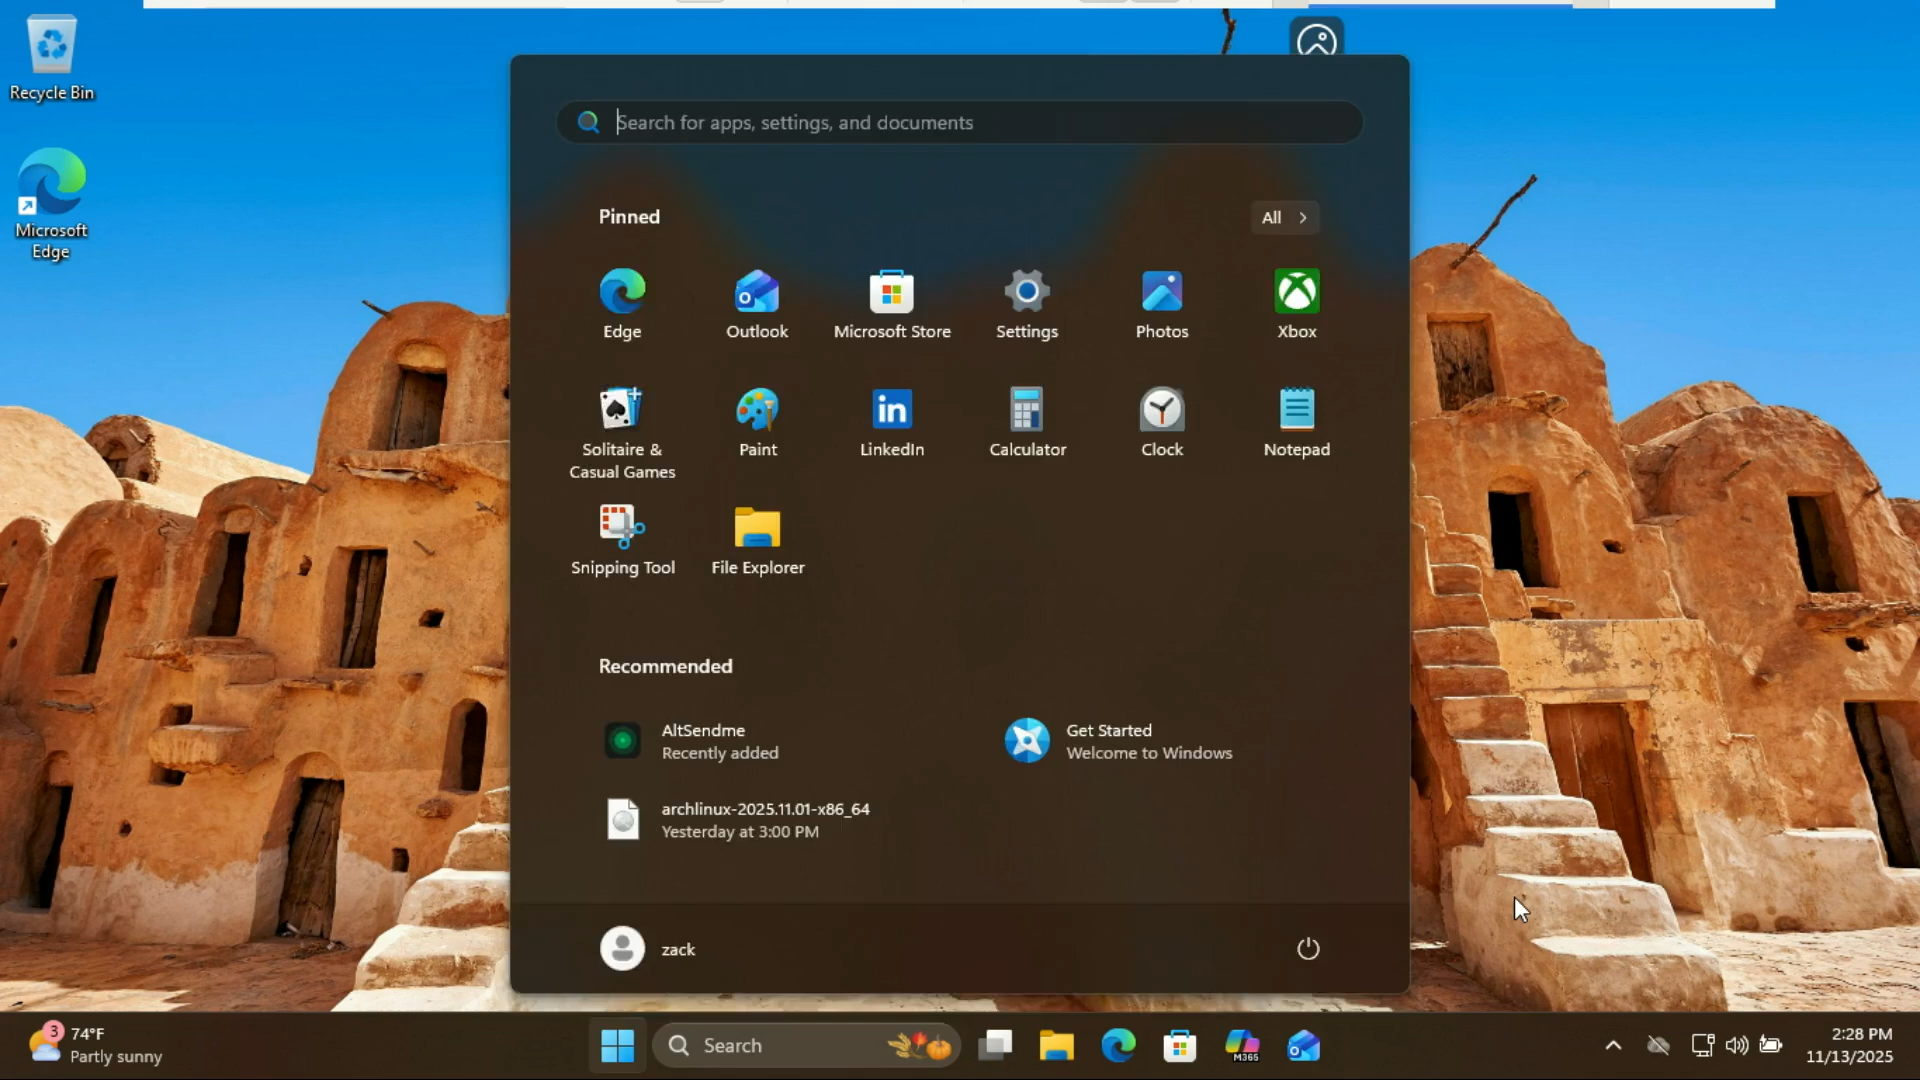 Recycle Bin
Microsoft
Edge
Search for apps, settings, and documents
Pinned
All
Edge
Outlook
Microsoft Store
Settings
Photos
Xbox
Solitaire &
Casual Games
Paint
LinkedIn
Calculator
Clock
Notepad
Snipping Tool
File Explorer
Recommended
AltSendme
Recently added
Get Started
Welcome to Windows
archlinux-2025.11.01-x86_64
Yesterday at 3:00 PM
zack
3
74°F
Partly sunny
Search
M365
2:28 PM
11/13/2025